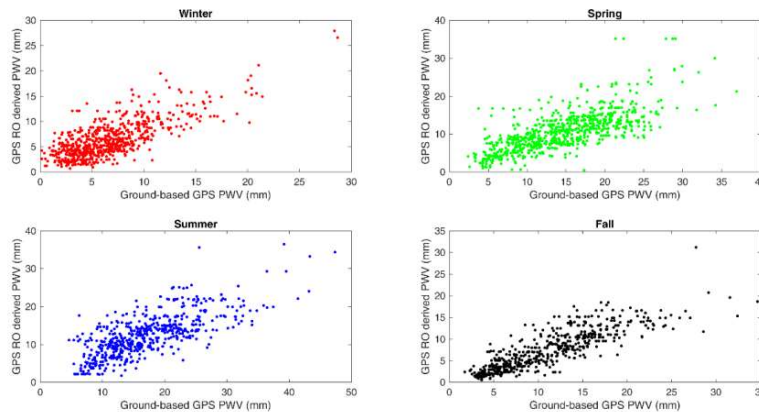 Winter
GPS RO derived PWV (mm)
30
25
20
15
10
5
0
0 5 10 15 20 25 30
Ground-based GPS PWV (mm)
Spring
GPS RO derived PWV (mm)
40
30
20
10
0
0 5 10 15 20 25 30 35 40
Ground-based GPS PWV (mm)
Summer
GPS RO derived PWV (mm)
40
30
20
10
0
0 10 20 30 40 50
Ground-based GPS PWV (mm)
Fall
GPS RO derived PWV (mm)
35
30
25
20
15
10
5
0
0 5 10 15 20 25 30 35
Ground-based GPS PWV (mm)